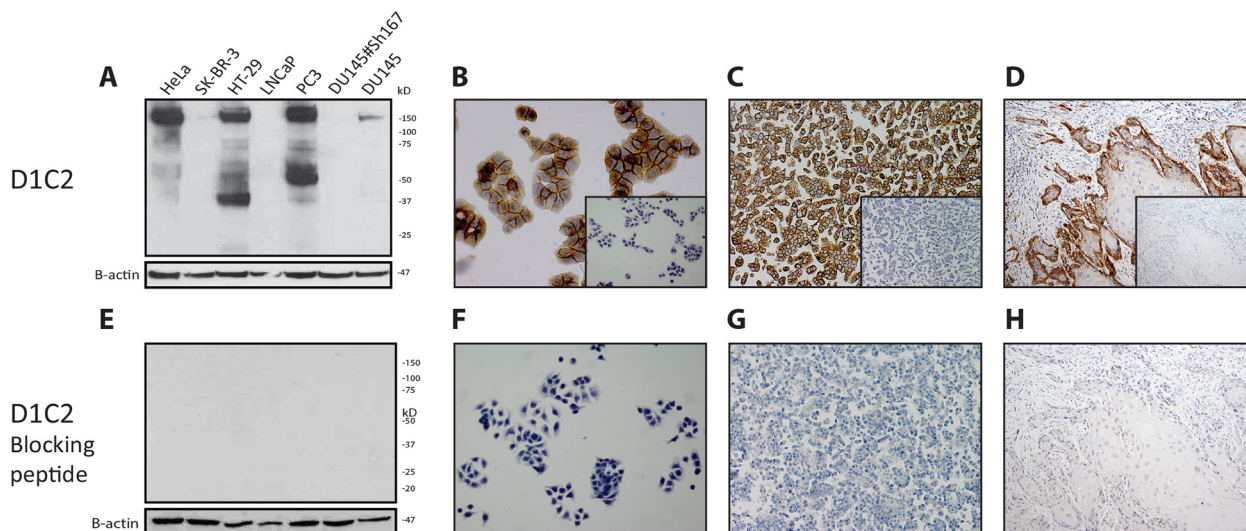 A
HeLa
SK-BR-3
HT-29
LNCaP
PC3
DU145#Sh167
DU145
kD
-150
-100
-75
-50
-37
-25
D1C2
B-actin
-47
B
C
D
E
-150
-100
-75
kD
-50
-37
-25
-20
D1C2
Blocking
peptide
B-actin
-47
F
G
H